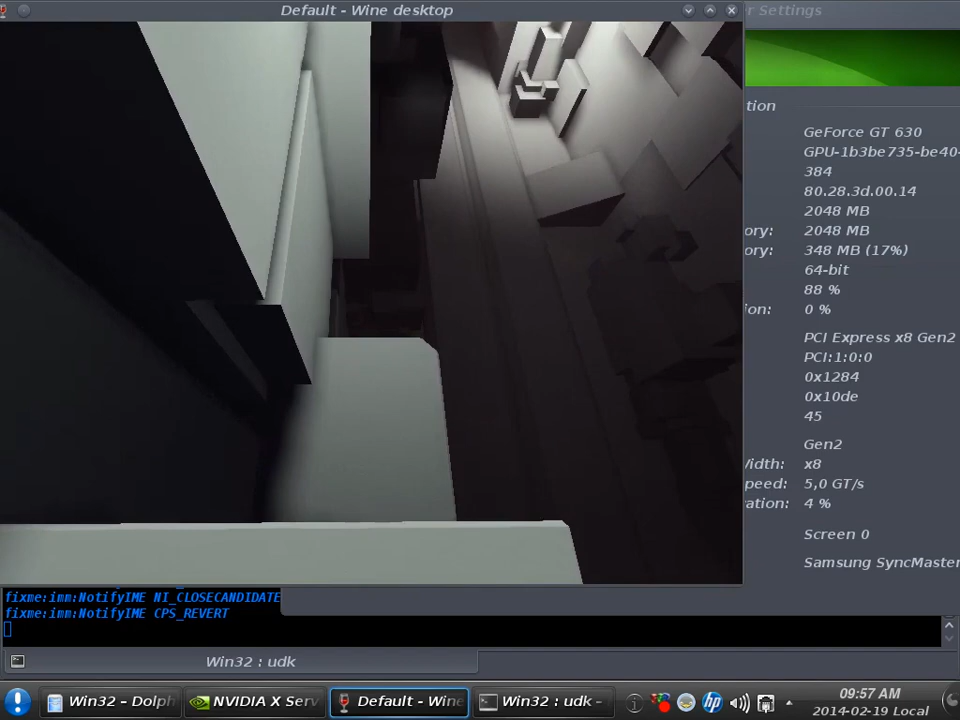 Default - Wine desktop
r Settings
tion
GeForce GT 630
GPU-1b3be735-be40-
384
80.28.3d.00.14
2048 MB
ory: 2048 MB
ory: 348 MB (17%)
64-bit
88 %
ion: 0 %
PCI Express x8 Gen2
PCI:1:0:0
0x1284
0x10de
45
Gen2
Width: x8
peed: 5,0 GT/s
ation: 4 %
Screen 0
Samsung SyncMaster
fixme:imm:NotifyIME NI_CLOSECANDIDATE
fixme:imm:NotifyIME CPS_REVERT
Win32 : udk
Win32 – Dolph
NVIDIA X Serv
Default - Wine
Win32 : udk –
hp
09:57 AM
2014-02-19 Local